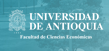 UNIVERSIDAD
DE ANTIOQUIA
Facultad de Ciencias Económicas